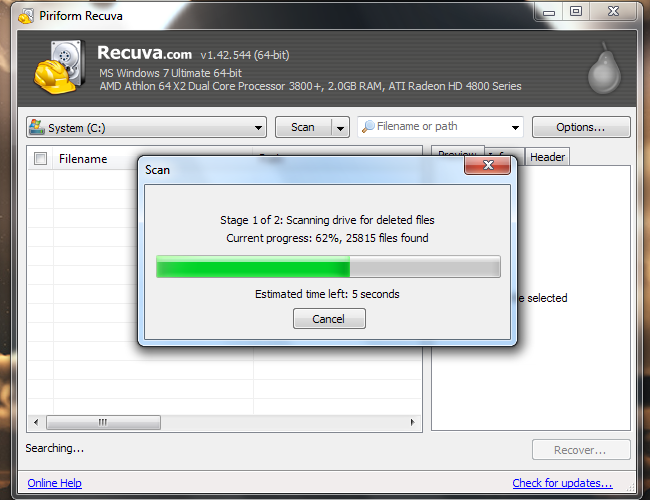 Piriform Recuva
Recuva.com v1.42.544 (64-bit)
MS Windows 7 Ultimate 64-bit
AMD Athlon 64 X2 Dual Core Processor 3800+, 2.0GB RAM, ATI Radeon HD 4800 Series
System (C:)
Scan
Filename or path
Options...
Filename
Preview
Header
Scan
Stage 1 of 2: Scanning drive for deleted files
Current progress: 62%, 25815 files found
Estimated time left: 5 seconds
Cancel
selected
Searching...
Recover...
Online Help
Check for updates...